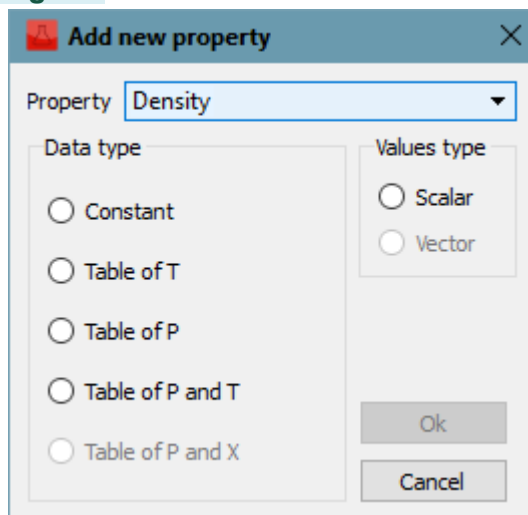 Add new property
Property Density
Data type
Constant
Table of T
Table of P
Table of P and T
Table of P and X
Values type
Scalar
Vector
Ok
Cancel